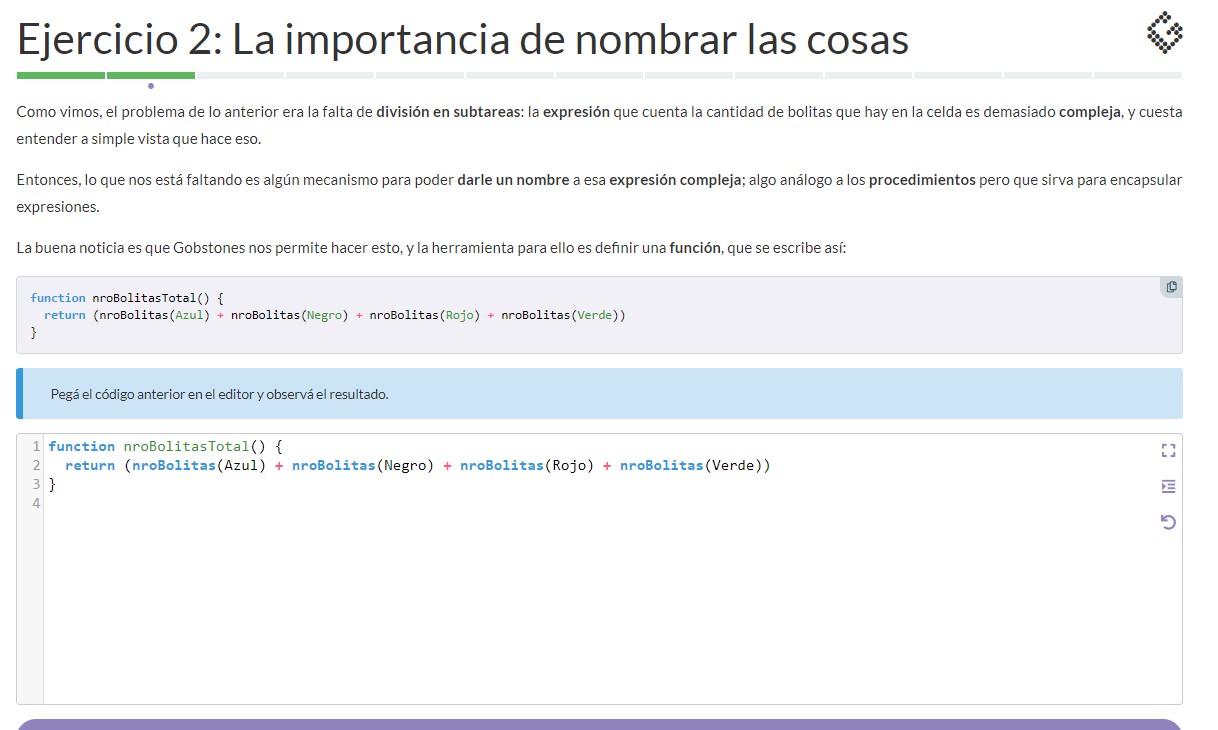 Ejercicio 2: La importancia de nombrar las cosas
Como vimos, el problema de lo anterior era la falta de división en subtareas: la expresión que cuenta la cantidad de bolitas que hay en la celda es demasiado compleja, y cuesta
entender a simple vista que hace eso.
Entonces, lo que nos está faltando es algún mecanismo para poder darle un nombre a esa expresión compleja; algo análogo a los procedimientos pero que sirva para encapsular
expresiones.
La buena noticia es que Gobstones nos permite hacer esto, y la herramienta para ello es definir una función, que se escribe así:
function nroBolitasTotal() {
  return (nroBolitas(Azul) + nroBolitas(Negro) + nroBolitas(Rojo) + nroBolitas(Verde))
}
Pegá el código anterior en el editor y observá el resultado.
1 function nroBolitasTotal() {
2   return (nroBolitas(Azul) + nroBolitas(Negro) + nroBolitas(Rojo) + nroBolitas(Verde))
3 }
4